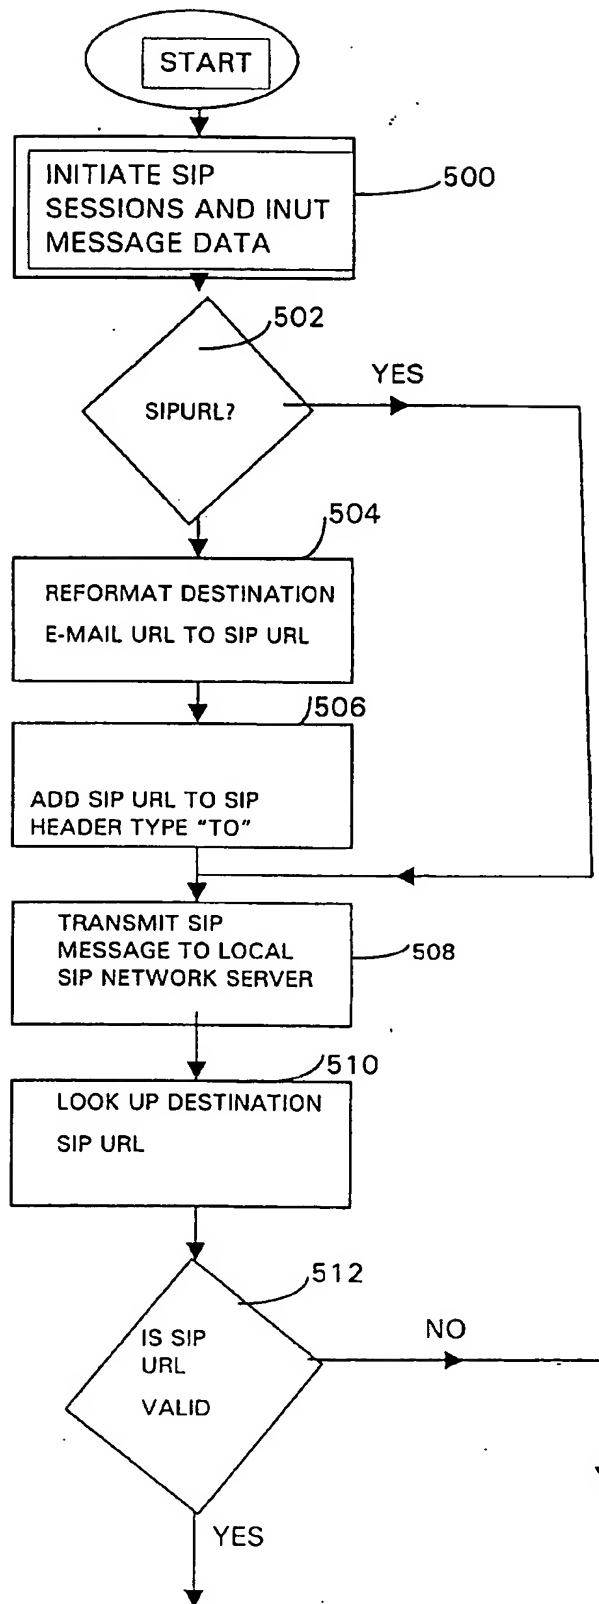 START
INITIATE SIP
SESSIONS AND INUT
MESSAGE DATA
500
502
SIPURL?
YES
504
REFORMAT DESTINATION
E-MAIL URL TO SIP URL
506
ADD SIP URL TO SIP
HEADER TYPE "TO"
TRANSMIT SIP
MESSAGE TO LOCAL
SIP NETWORK SERVER
508
510
LOOK UP DESTINATION
SIP URL
512
IS SIP
URL
VALID
NO
YES